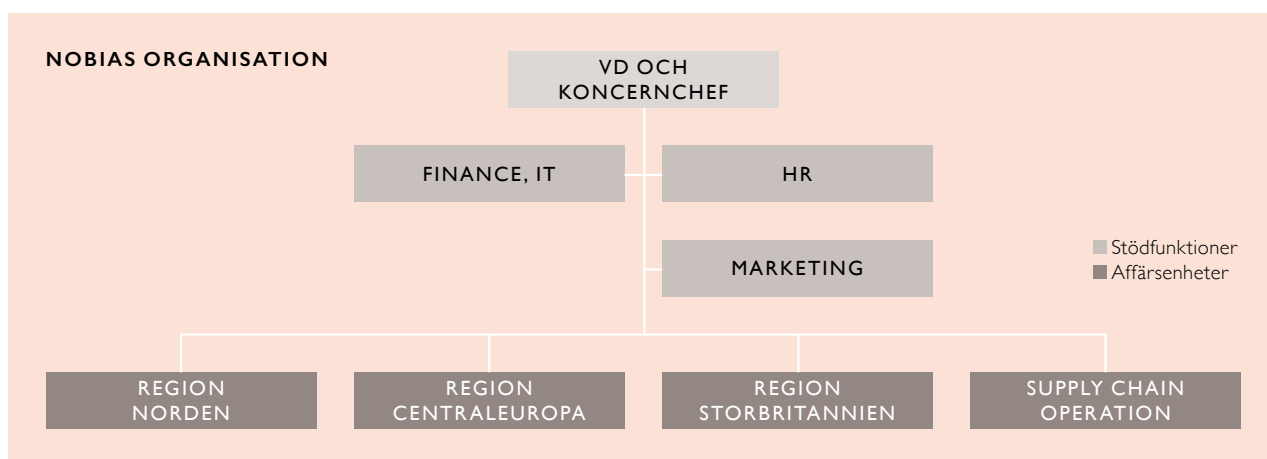 NOBIAS ORGANISATION
VD OCH
KONCERNCHEF
FINANCE, IT
HR
MARKETING
Stödfunktioner
Affärsenheter
REGION
NORDEN
REGION
CENTRALEUROPA
REGION
STORBRITANNIEN
SUPPLY CHAIN
OPERATION